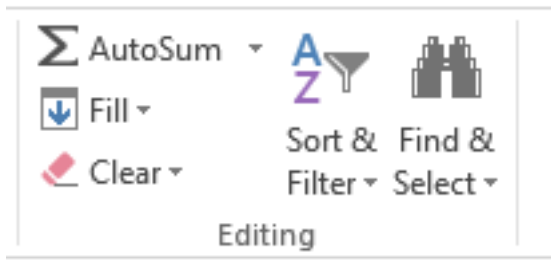 AutoSum
Fill
Clear
Sort &
Filter
Find &
Select
Editing